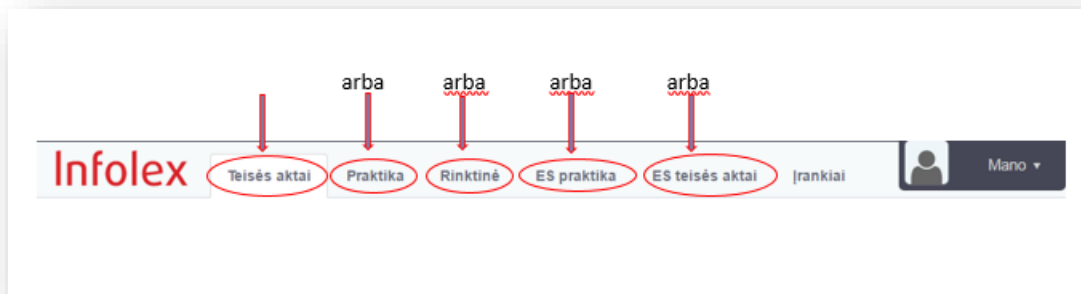 arba arba arba arba
Infolex Teisės aktai Praktika Rinktinė ES praktika ES teisės aktai Įrankiai Mano